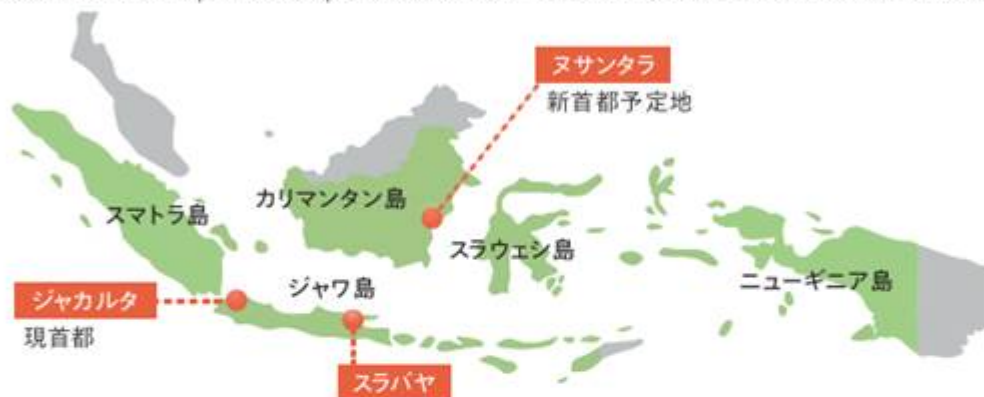 ヌサンタラ
新首都予定地
カリマンタン島
スマトラ島
スラウェシ島
ニューギニア島
ジャワ島
ジャカルタ
現首都
スラバヤ